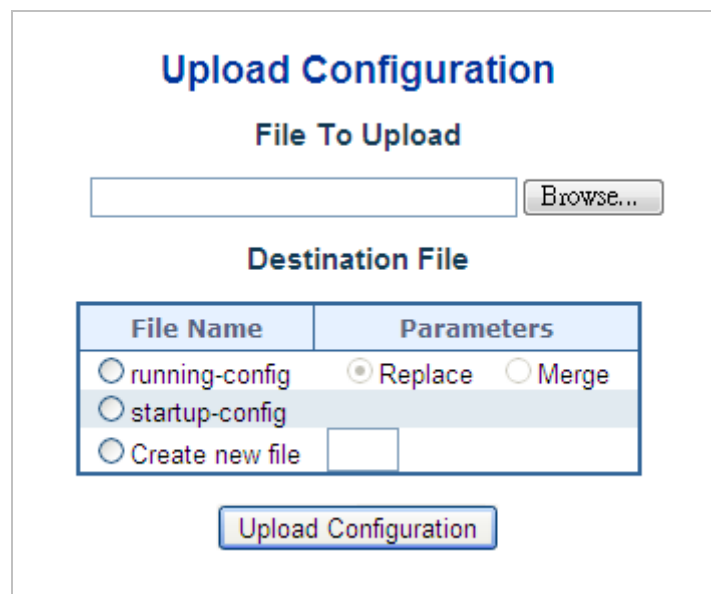 Upload Configuration
File To Upload
Browse...
Destination File
File Name Parameters
running-config Replace Merge
startup-config
Create new file
Upload Configuration